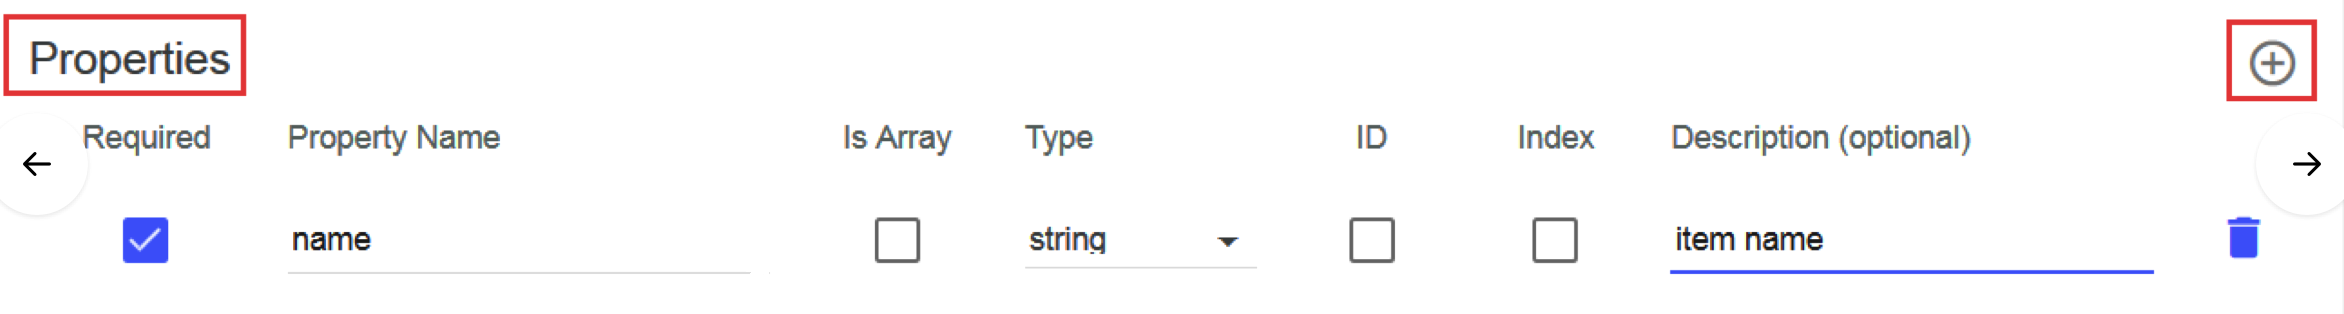 Properties
Required Property Name Is Array Type ID Index Description (optional)
name string item name